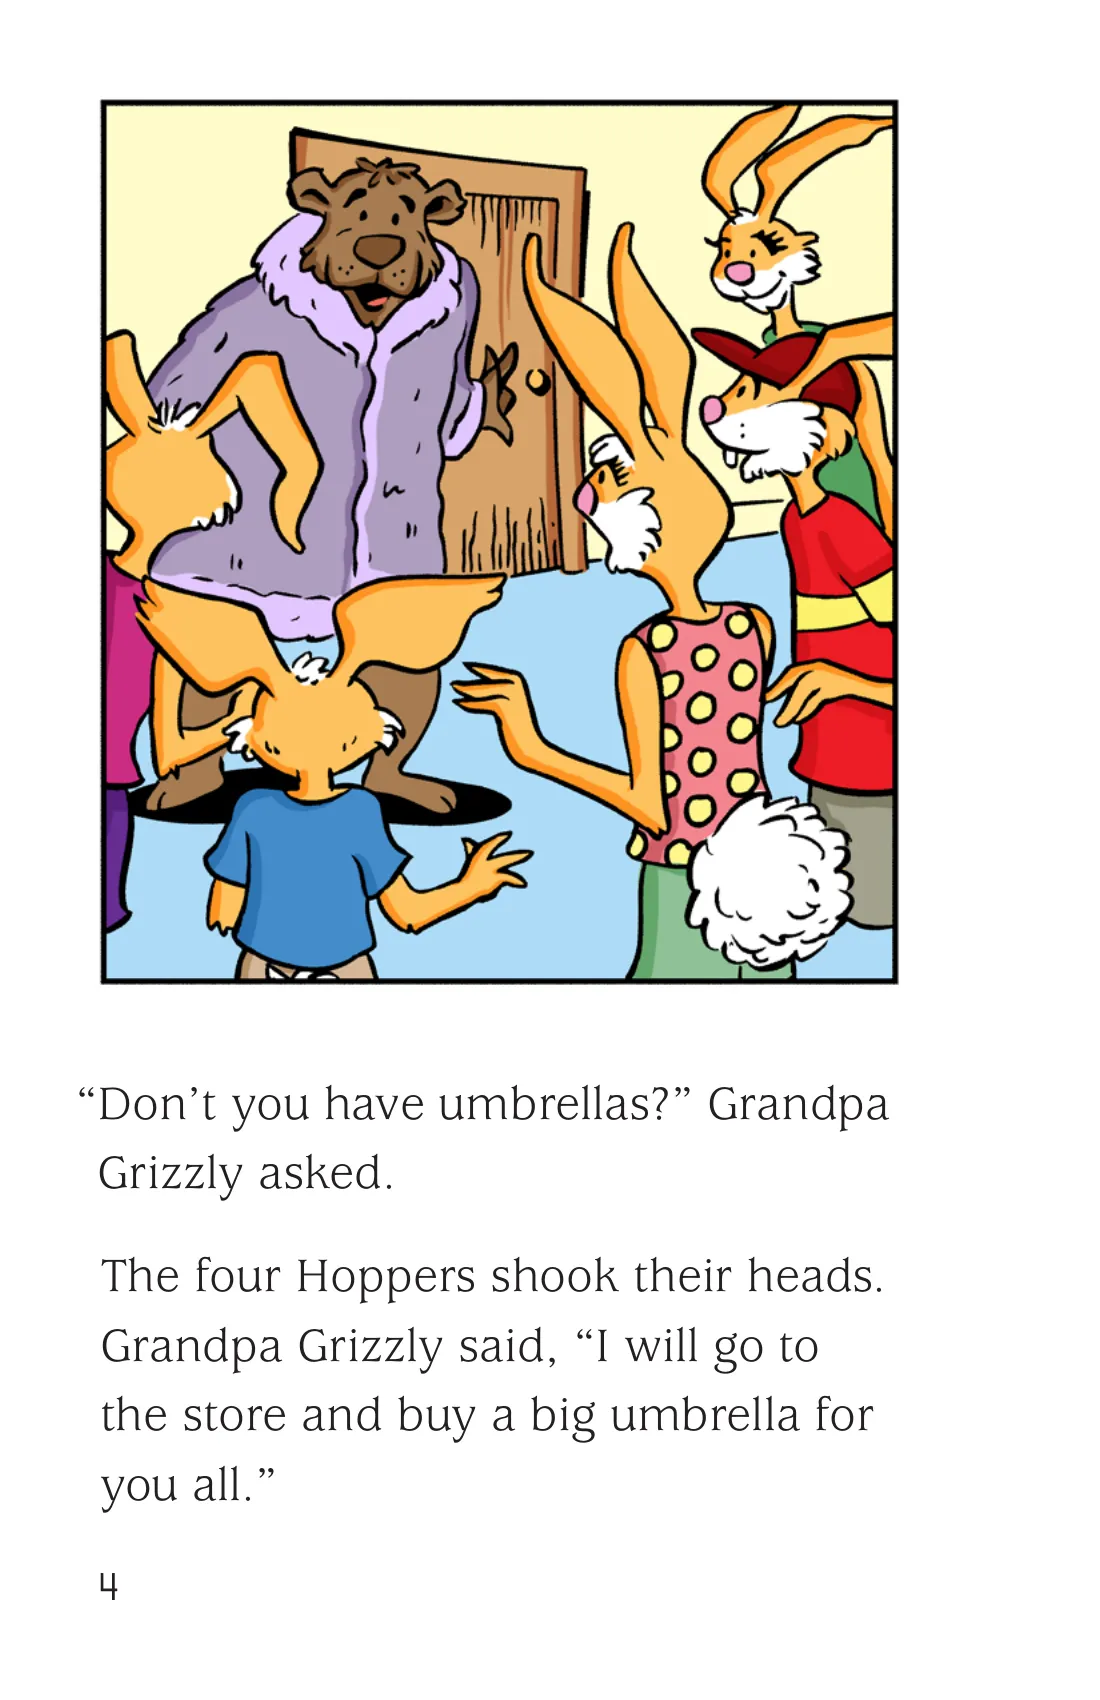 “Don’t you have umbrellas?” Grandpa
Grizzly asked.
The four Hoppers shook their heads.
Grandpa Grizzly said, “I will go to
the store and buy a big umbrella for
you all.”
4